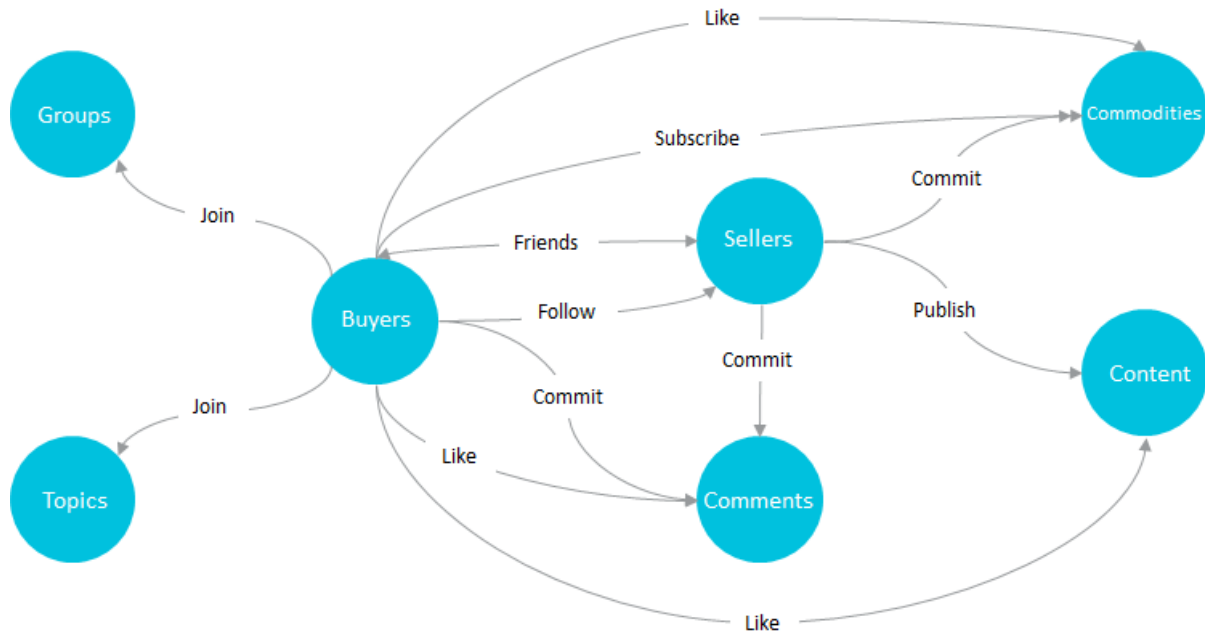 Like
Groups
Commodities
Subscribe
Commit
Join
Sellers
Friends
Buyers
Follow
Publish
Commit
Content
Commit
Join
Like
Topics
Comments
Like